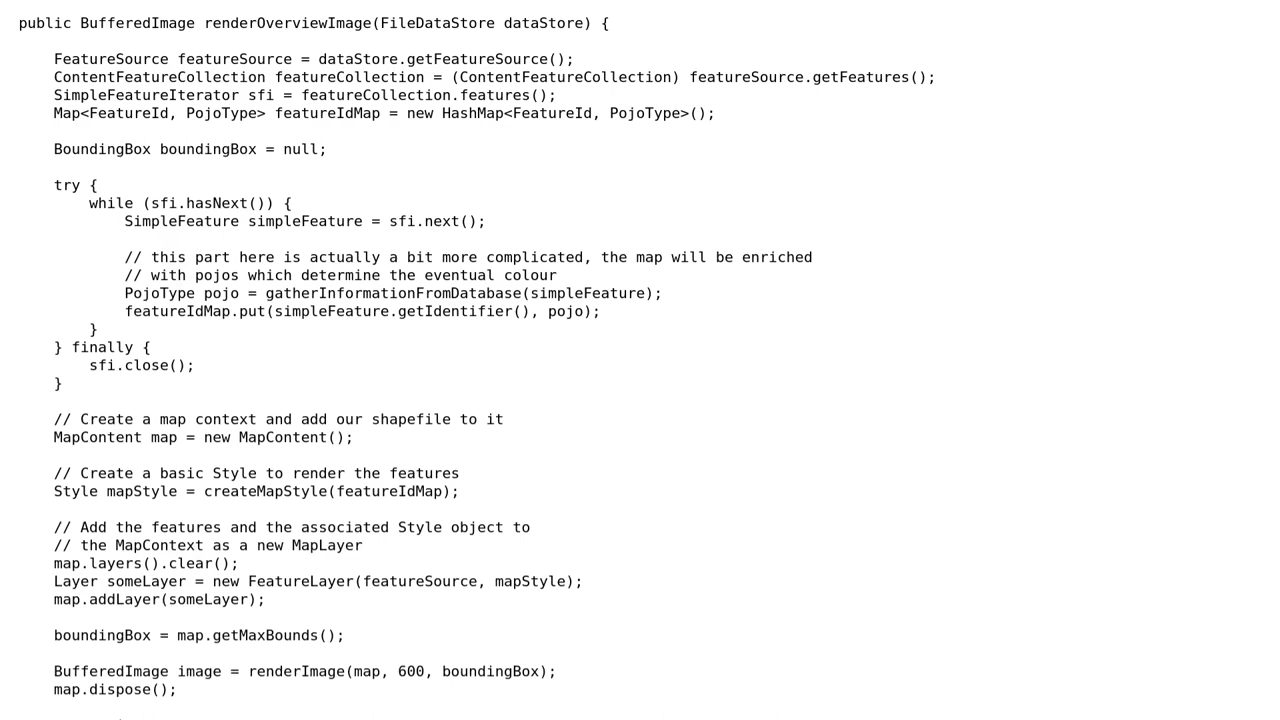 public BufferedImage renderOverviewImage(FileDataStore dataStore) {
FeatureSource featureSource = dataStore.getFeatureSource();
ContentFeatureCollection featureCollection = (ContentFeatureCollection) featureSource.getFeatures();
SimpleFeatureIterator sfi = featureCollection.features();
Map<FeatureId, PojoType> featureIdMap = new HashMap<FeatureId, PojoType>();
BoundingBox boundingBox = null;
try {
while (sfi.hasNext()) {
SimpleFeature simpleFeature = sfi.next();
// this part here is actually a bit more complicated, the map will be enriched
// with pojos which determine the eventual colour
PojoType pojo = gatherInformationFromDatabase(simpleFeature);
featureIdMap.put(simpleFeature.getIdentifier(), pojo);
}
} finally {
sfi.close();
}
// Create a map context and add our shapefile to it
MapContent map = new MapContent();
// Create a basic Style to render the features
Style mapStyle = createMapStyle(featureIdMap);
// Add the features and the associated Style object to
// the MapContext as a new MapLayer
map.layers().clear();
Layer someLayer = new FeatureLayer(featureSource, mapStyle);
map.addLayer(someLayer);
boundingBox = map.getMaxBounds();
BufferedImage image = renderImage(map, 600, boundingBox);
map.dispose();